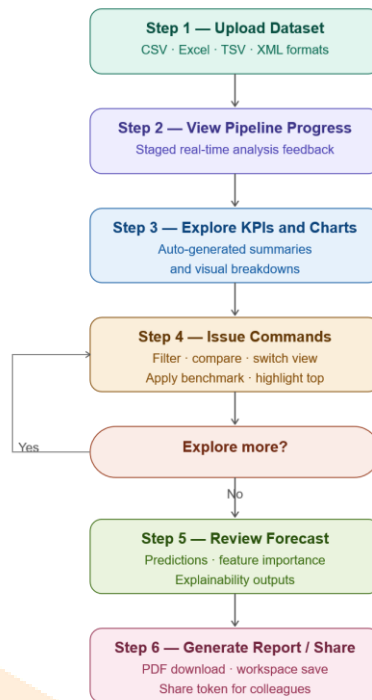 Step 1 — Upload Dataset
CSV · Excel · TSV · XML formats
Step 2 — View Pipeline Progress
Staged real-time analysis feedback
Step 3 — Explore KPIs and Charts
Auto-generated summaries
and visual breakdowns
Step 4 — Issue Commands
Filter · compare · switch view
Apply benchmark · highlight top
Explore more?
Yes
No
Step 5 — Review Forecast
Predictions · feature importance
Explainability outputs
Step 6 — Generate Report / Share
PDF download · workspace save
Share token for colleagues